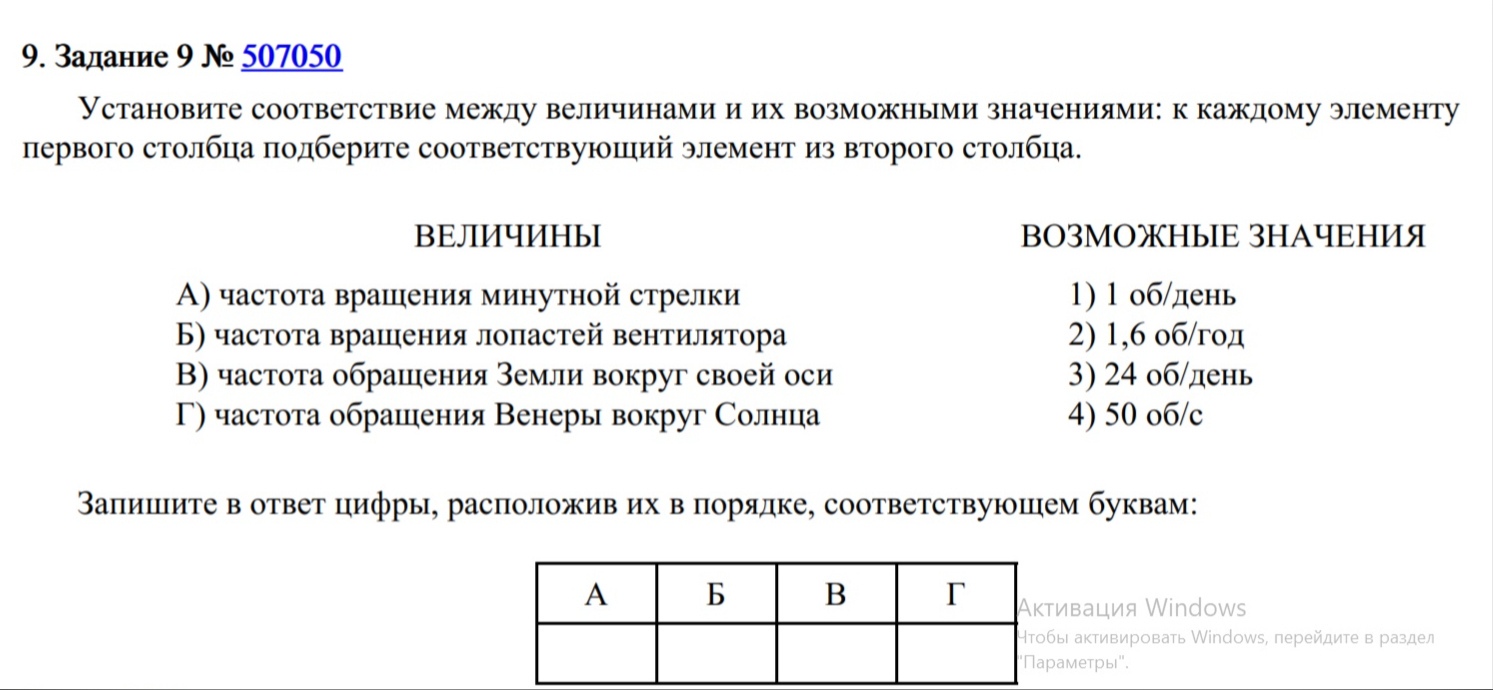 9. Задание 9 № 507050
Установите соответствие между величинами и их возможными значениями: к каждому элементу
первого столбца подберите соответствующий элемент из второго столбца.
ВЕЛИЧИНЫ
ВОЗМОЖНЫЕ ЗНАЧЕНИЯ
А) частота вращения минутной стрелки
Б) частота вращения лопастей вентилятора
В) частота обращения Земли вокруг своей оси
Г) частота обращения Венеры вокруг Солнца
1) 1 об/день
2) 1,6 об/год
3) 24 об/день
4) 50 об/с
Запишите в ответ цифры, расположив их в порядке, соответствующем буквам:
А Б В Г
Активация Windows
Чтобы активировать Windows, перейдите в раздел
"Параметры".